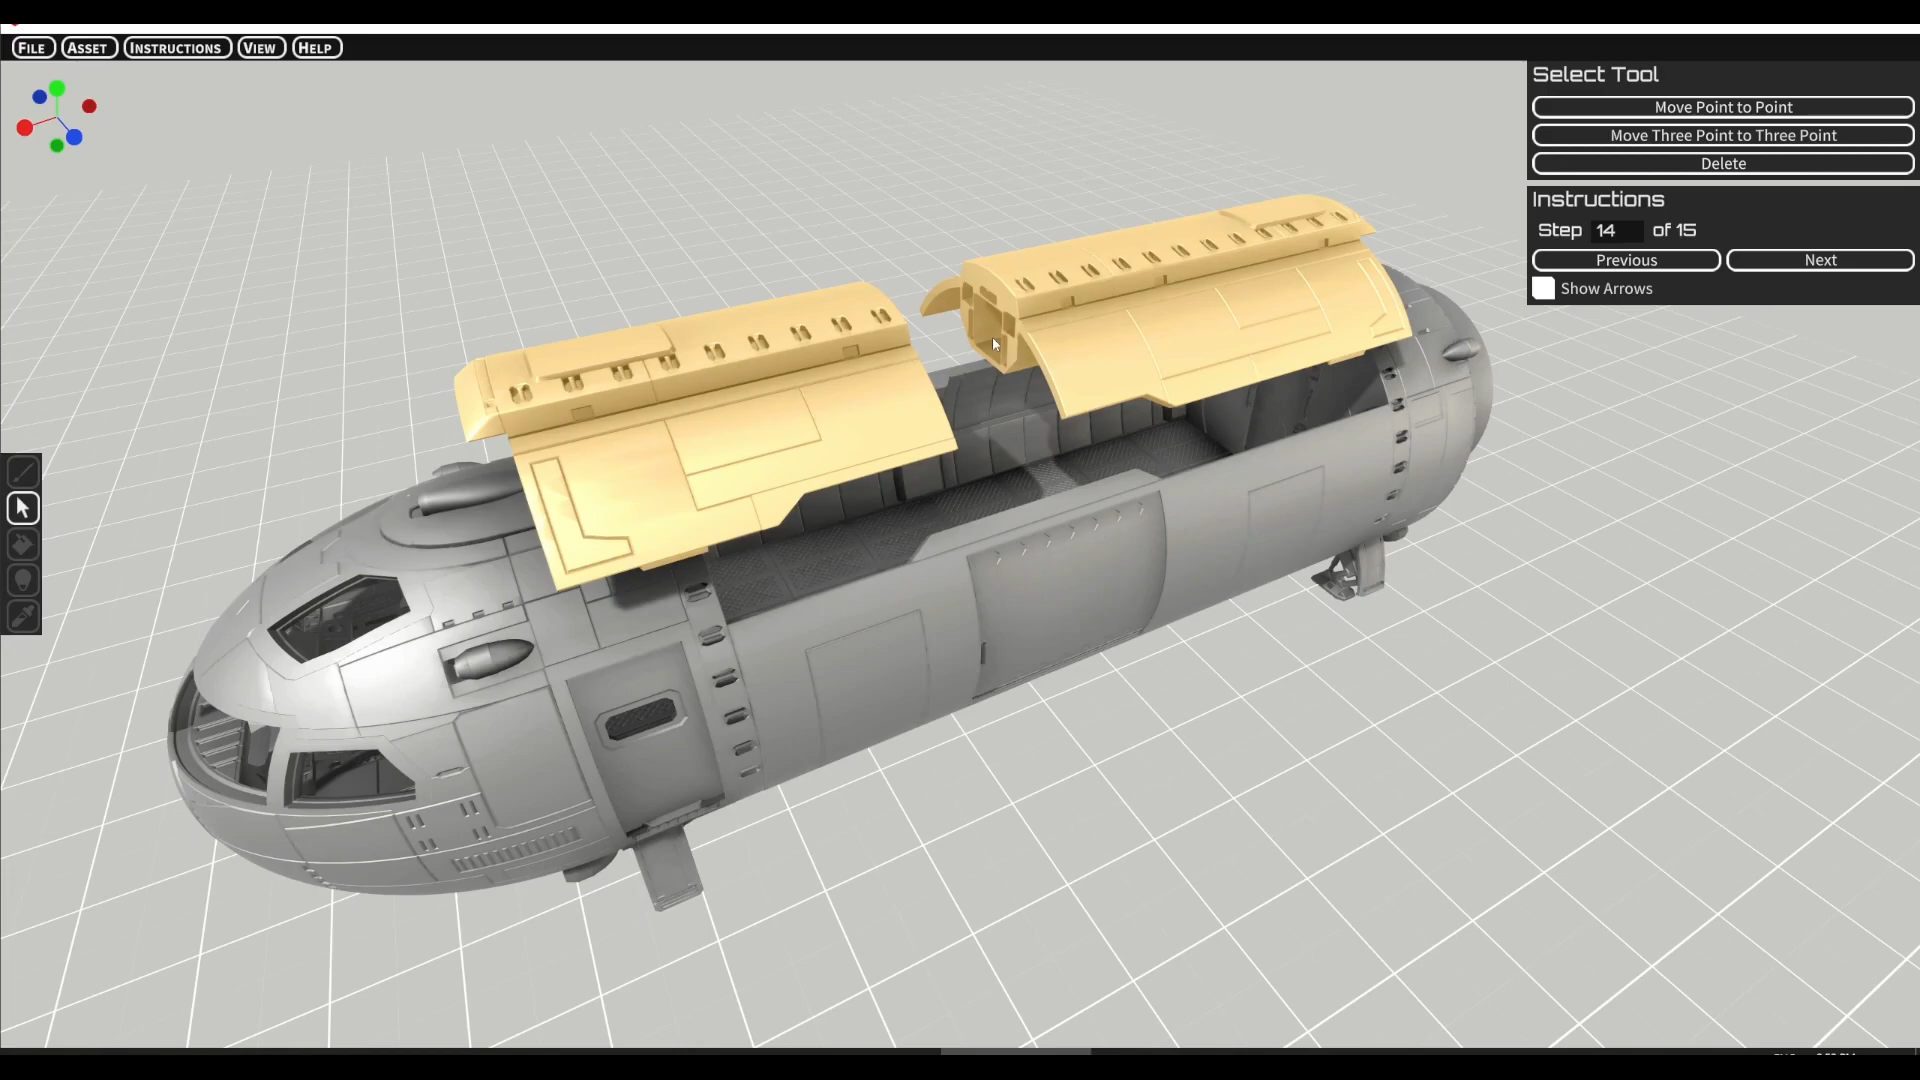 FILE ASSET INSTRUCTIONS VIEW HELP
Select Tool
Move Point to Point
Move Three Point to Three Point
Delete
Instructions
Step 14 of 15
Previous Next
Show Arrows